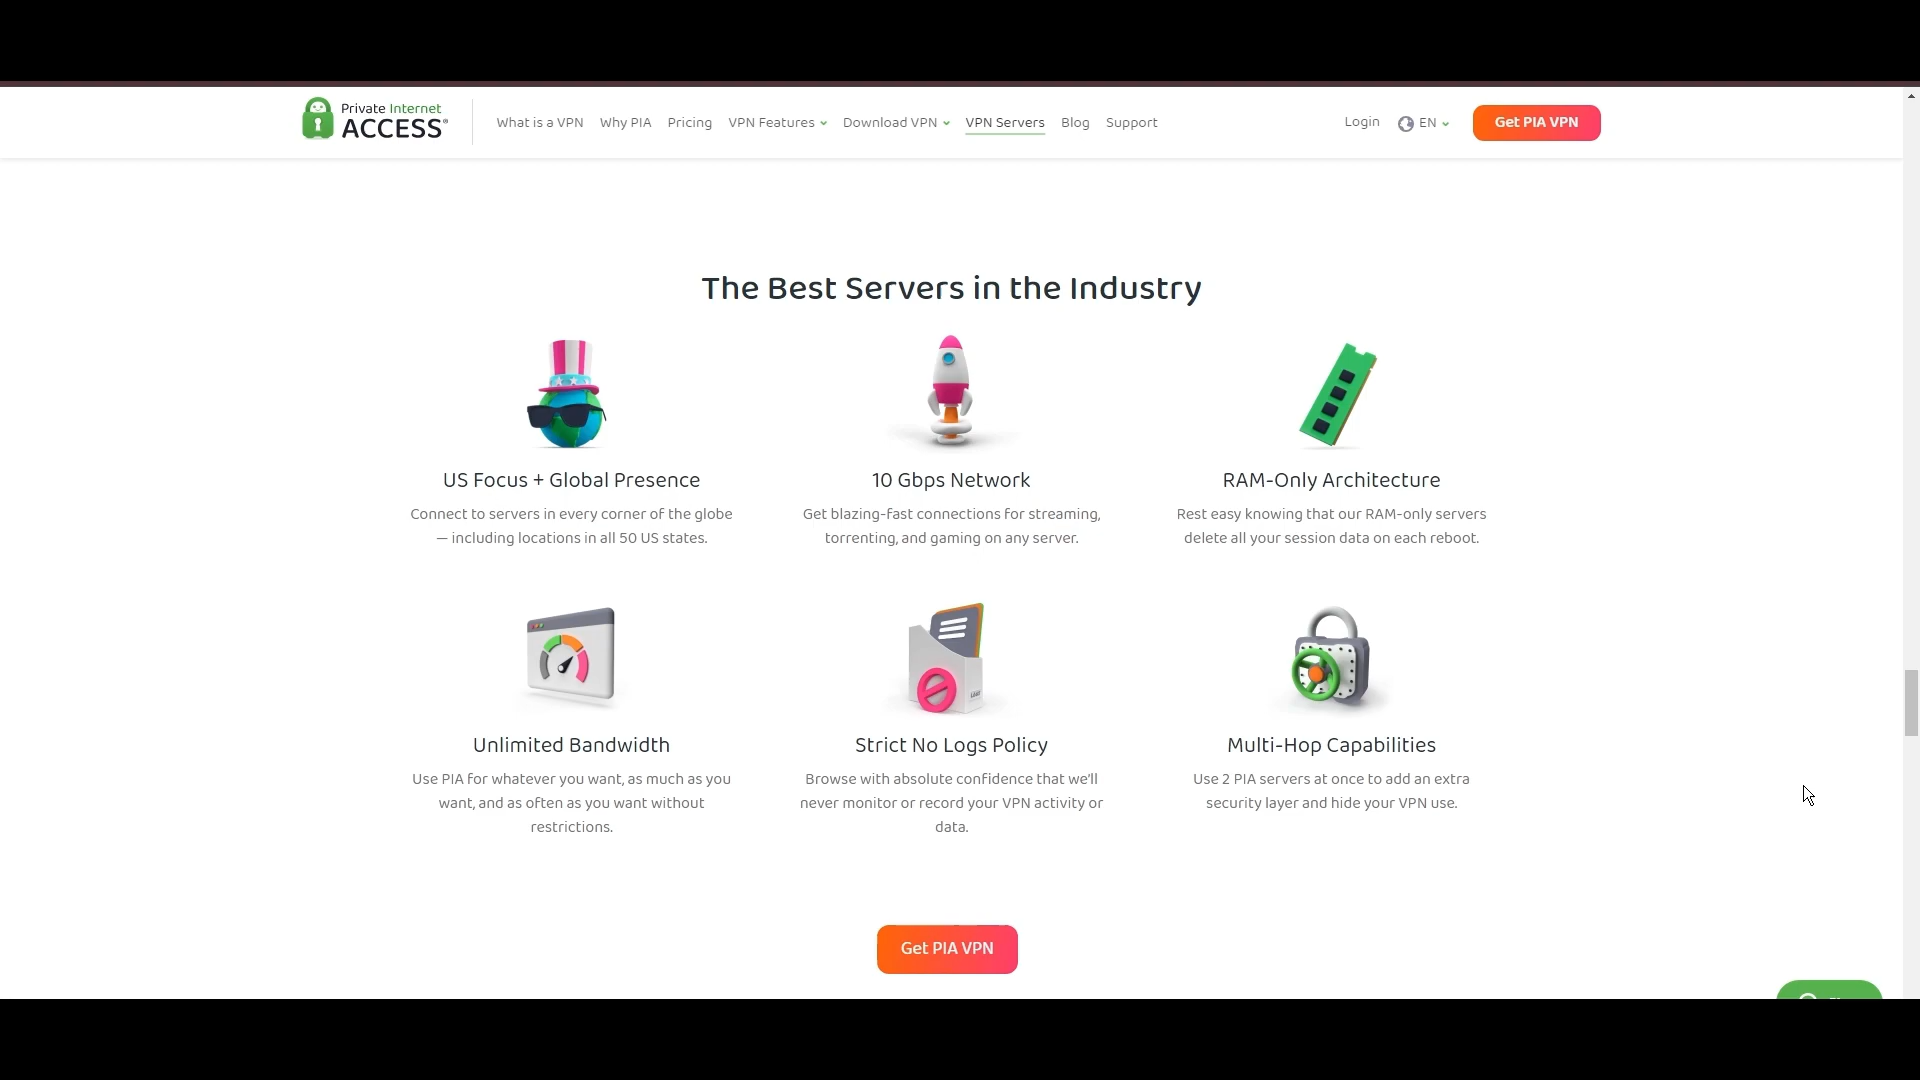 Private Internet
ACCESS®
What is a VPN Why PIA Pricing VPN Features Download VPN VPN Servers Blog Support Login EN Get PIA VPN
The Best Servers in the Industry
US Focus + Global Presence
Connect to servers in every corner of the globe
— including locations in all 50 US states.
10 Gbps Network
Get blazing-fast connections for streaming,
torrenting, and gaming on any server.
RAM-Only Architecture
Rest easy knowing that our RAM-only servers
delete all your session data on each reboot.
Unlimited Bandwidth
Use PIA for whatever you want, as much as you
want, and as often as you want without
restrictions.
Strict No Logs Policy
Browse with absolute confidence that we'll
never monitor or record your VPN activity or
data.
Multi-Hop Capabilities
Use 2 PIA servers at once to add an extra
security layer and hide your VPN use.
Get PIA VPN